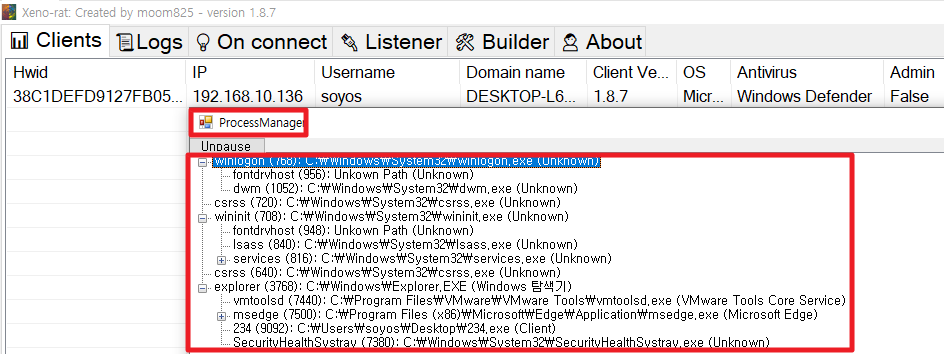 Xeno-rat: Created by moom825 - version 1.8.7
Clients Logs On connect Listener Builder About
Hwid IP Username Domain name Client Ve... OS Antivirus Admin
38C1DEFD9127FB05... 192.168.10.136 soyos DESKTOP-L6... 1.8.7 Micr... Windows Defender False
ProcessManager
Unpause
winlogon (768): C:₩Windows₩System32₩winlogon.exe (Unknown)
fontdrvhost (956): Unkown Path (Unknown)
dwm (1052): C:₩Windows₩System32₩dwm.exe (Unknown)
csrss (720): C:₩Windows₩System32₩csrss.exe (Unknown)
wininit (708): C:₩Windows₩System32₩wininit.exe (Unknown)
fontdrvhost (948): Unkown Path (Unknown)
lsass (840): C:₩Windows₩System32₩lsass.exe (Unknown)
services (816): C:₩Windows₩System32₩services.exe (Unknown)
csrss (640): C:₩Windows₩System32₩csrss.exe (Unknown)
explorer (3768): C:₩Windows₩Explorer.EXE (Windows 탐색기)
vmtoolsd (7440): C:₩Program Files₩VMware₩VMware Tools₩vmtoolsd.exe (VMware Tools Core Service)
msedge (7500): C:₩Program Files (x86)₩Microsoft₩Edge₩Application₩msedge.exe (Microsoft Edge)
234 (9092): C:₩Users₩soyos₩Desktop₩234.exe (Client)
SecurityHealthSystray (7380): C:₩Windows₩System32₩SecurityHealthSystray.exe (Unknown)